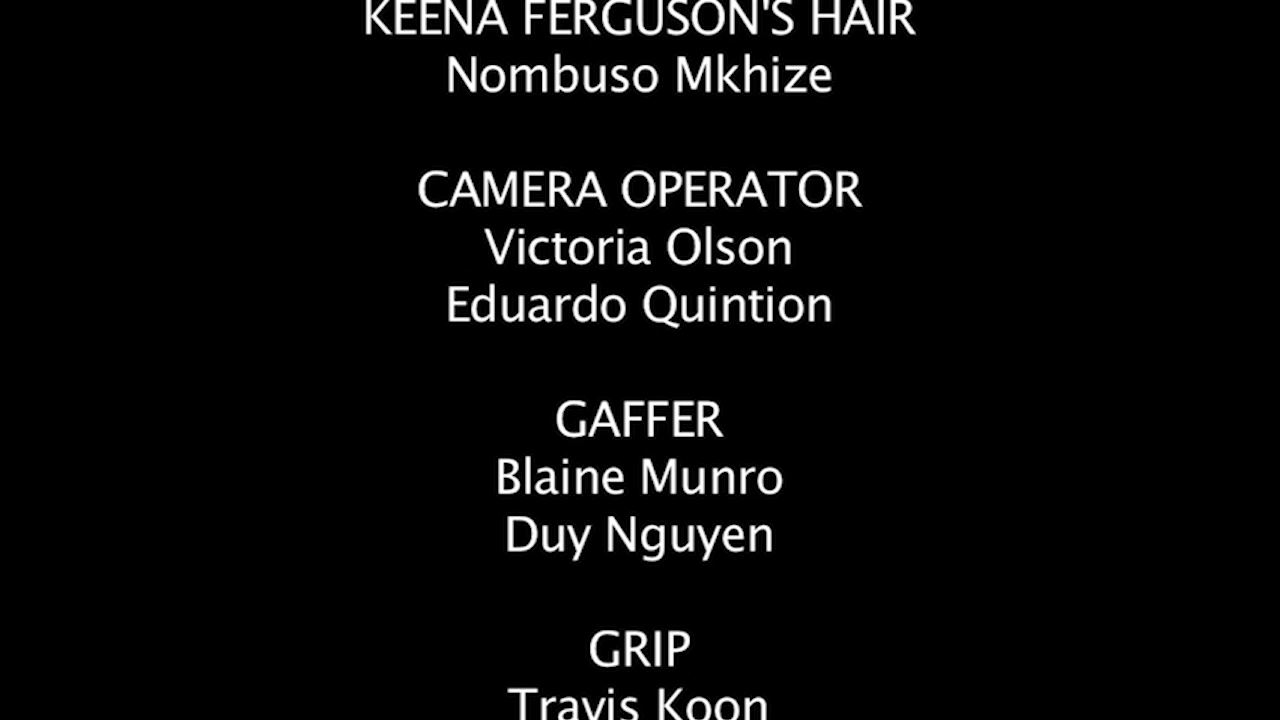 KEENA FERGUSON'S HAIR
Nombuso Mkhize
CAMERA OPERATOR
Victoria Olson
Eduardo Quintion
GAFFER
Blaine Munro
Duy Nguyen
GRIP
Travis Koon